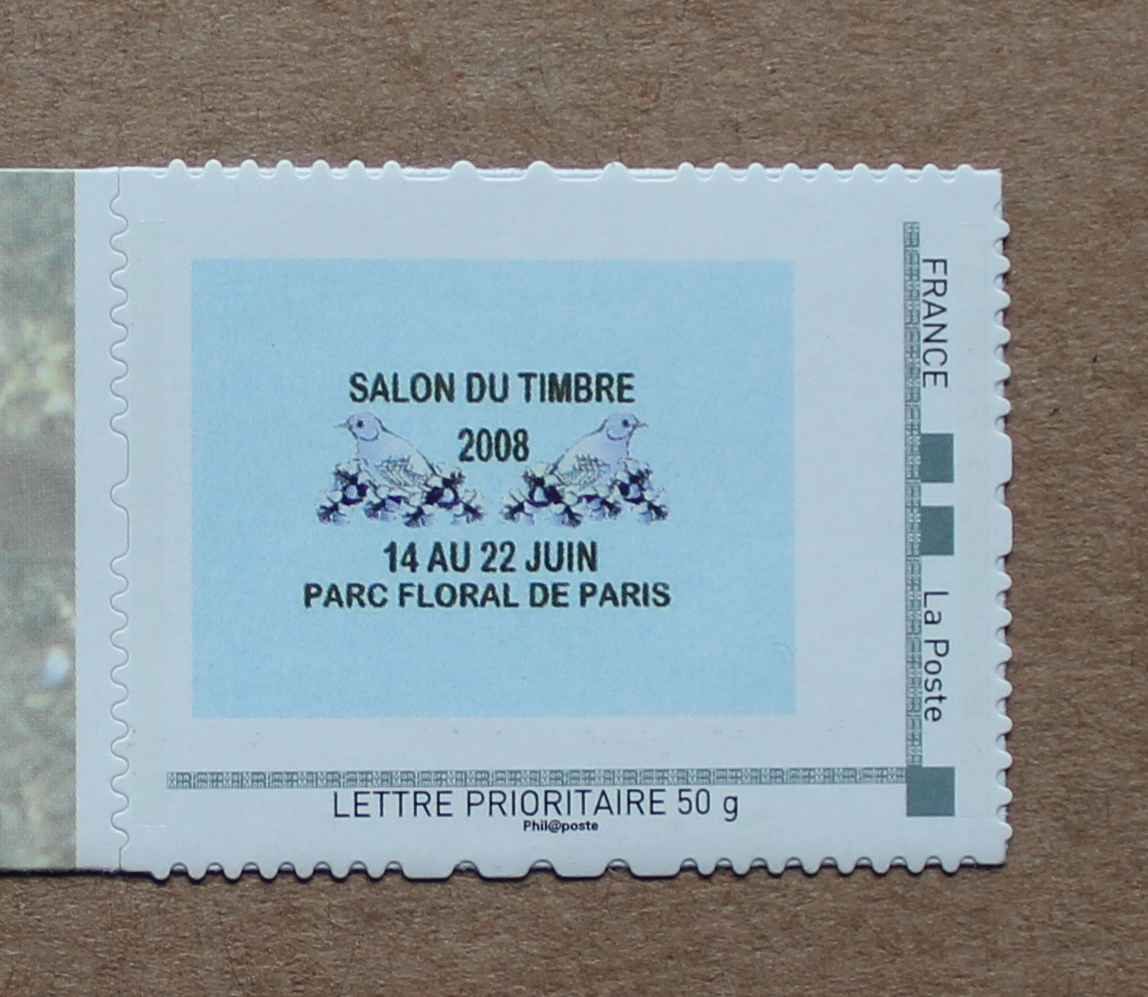 SALON DU TIMBRE
2008
14 AU 22 JUIN
PARC FLORAL DE PARIS
FRANCE
La Poste
LETTRE PRIORITAIRE 50 g
Phil@poste